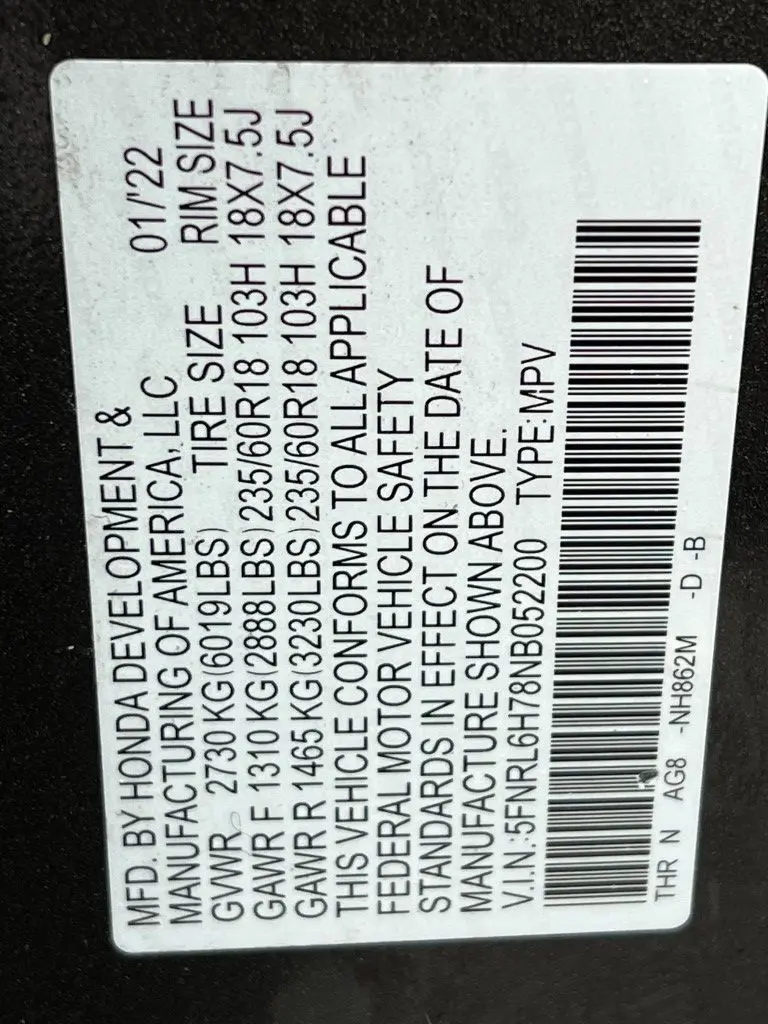 MFD. BY HONDA DEVELOPMENT &
MANUFACTURING OF AMERICA, LLC 01/'22
GVWR 2730 KG(6019LBS) TIRE SIZE RIM SIZE
GAWR F 1310 KG(2888LBS) 235/60R18 103H 18X7.5J
GAWR R 1465 KG(3230LBS) 235/60R18 103H 18X7.5J
THIS VEHICLE CONFORMS TO ALL APPLICABLE
FEDERAL MOTOR VEHICLE SAFETY
STANDARDS IN EFFECT ON THE DATE OF
MANUFACTURE SHOWN ABOVE.
V.I.N.:5FNRL6H78NB052200 TYPE:MPV
THR N AG8 -NH862M -D -B